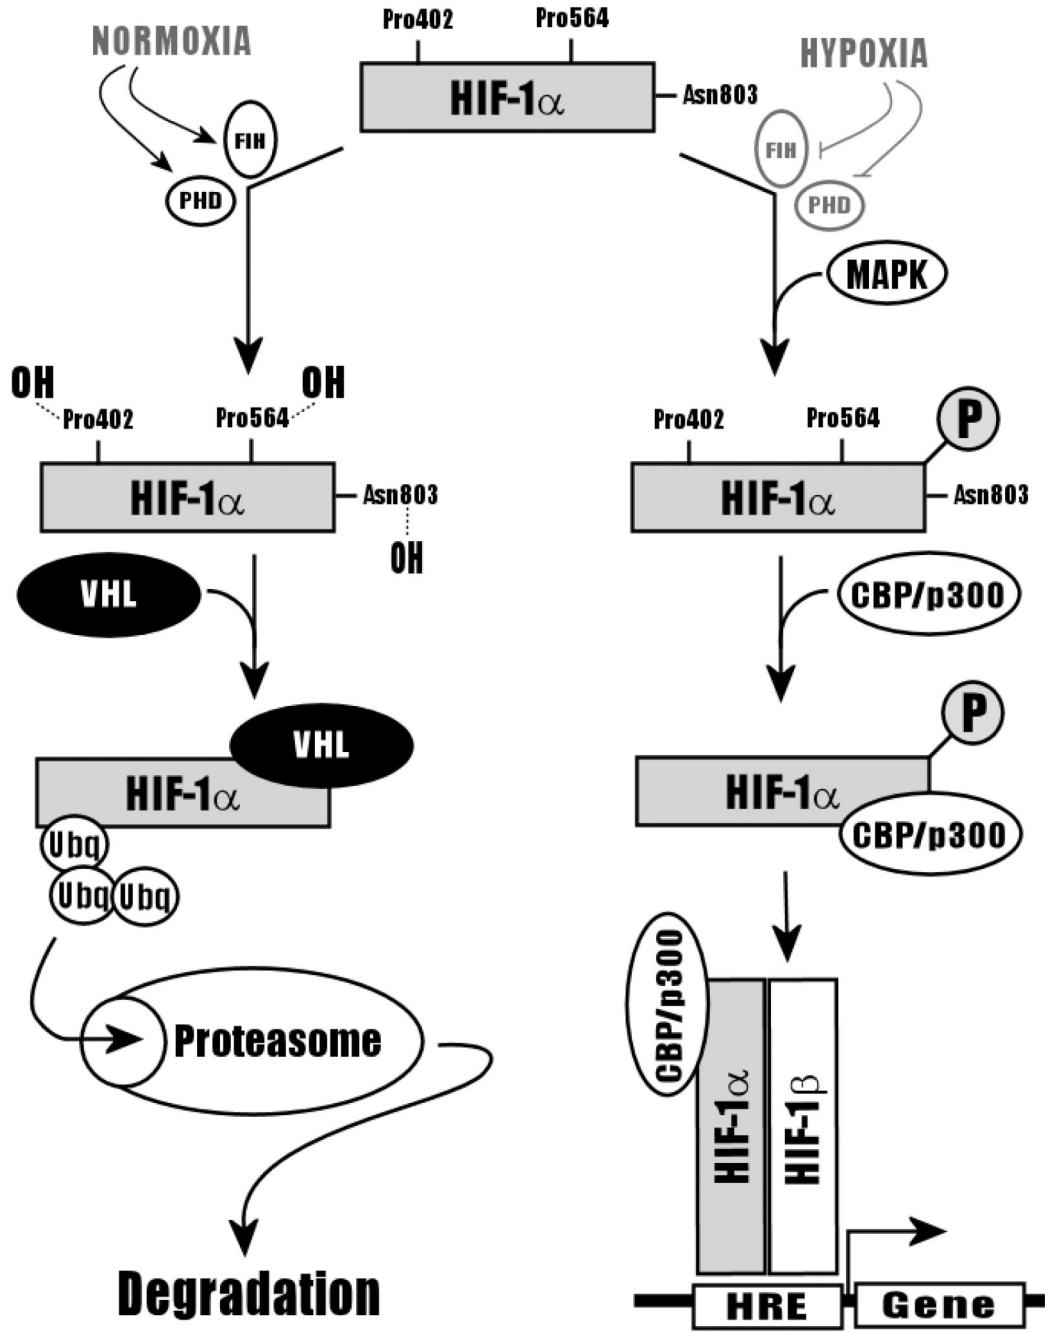 Pro402
Pro564
NORMOXIA
HYPOXIA
HIF-1α
Asn803
FIH
FIH
PHD
PHD
MAPK
OH
OH
Pro402
Pro564
Pro402
Pro564
P
HIF-1α
Asn803
HIF-1α
Asn803
OH
VHL
CBP/p300
P
VHL
HIF-1α
HIF-1α
CBP/p300
Ubq
Ubq
Ubq
CBP/p300
Proteasome
HIF-1α
HIF-1β
Degradation
HRE
Gene